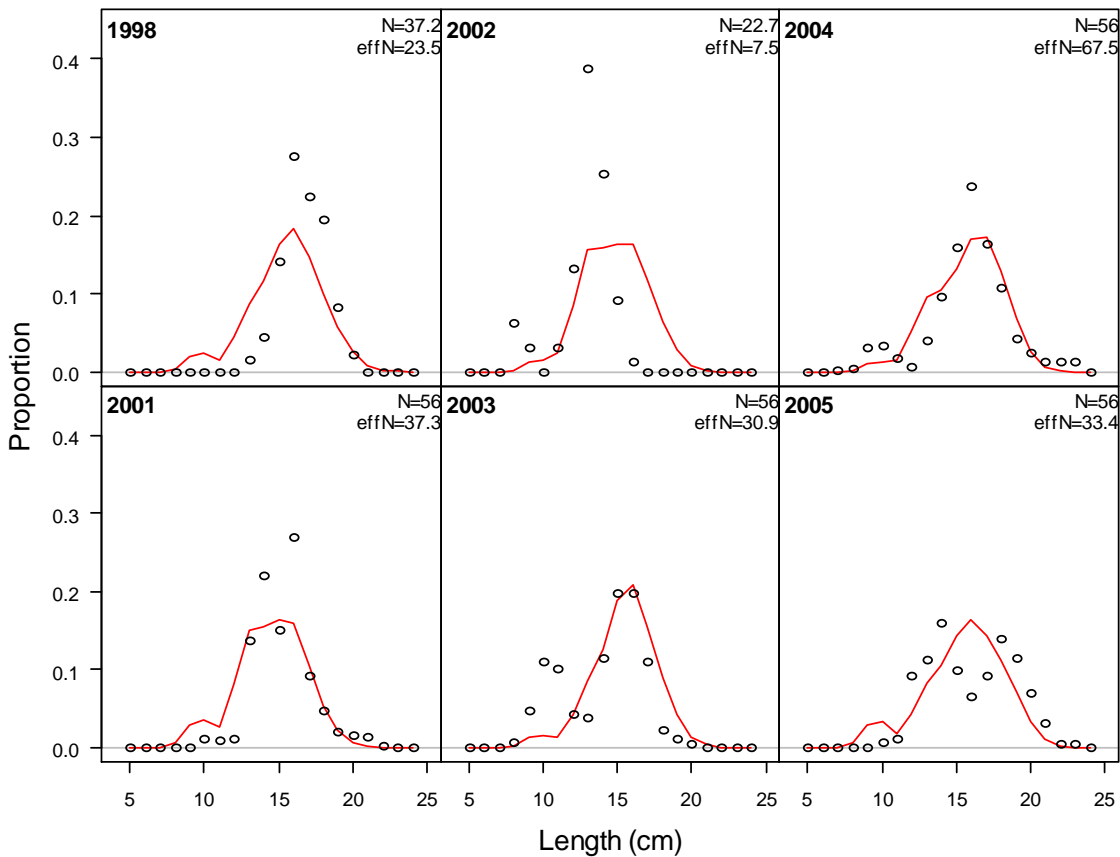 1998
N=37.2
effN=23.5
2002
N=22.7
effN=7.5
2004
N=56
effN=67.5
0.4
0.3
0.2
0.1
0.0
2001
N=56
effN=37.3
2003
N=56
effN=30.9
2005
N=56
effN=33.4
0.4
0.3
0.2
0.1
0.0
Proportion
5 10 15 20 25
5 10 15 20 25
5 10 15 20 25
Length (cm)